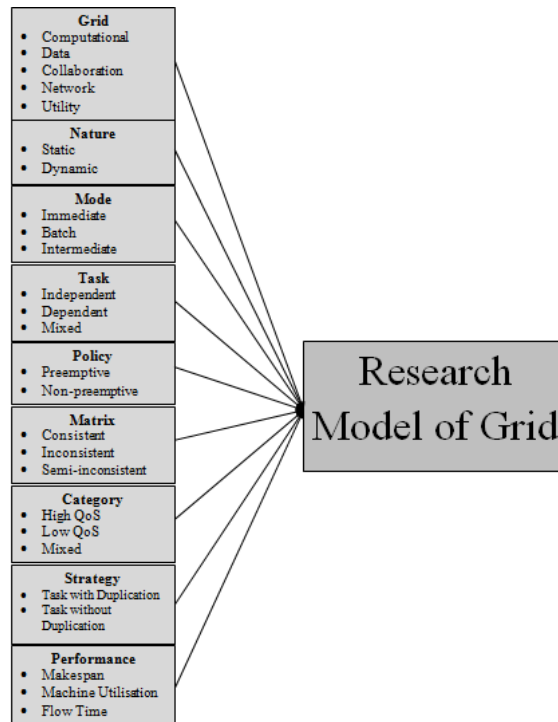 Grid
• Computational
• Data
• Collaboration
• Network
• Utility
Nature
• Static
• Dynamic
Mode
• Immediate
• Batch
• Intermediate
Task
• Independent
• Dependent
• Mixed
Policy
• Preemptive
• Non-preemptive
Matrix
• Consistent
• Inconsistent
• Semi-inconsistent
Category
• High QoS
• Low QoS
• Mixed
Strategy
• Task with Duplication
• Task without
Duplication
Performance
• Makespan
• Machine Utilisation
• Flow Time
Research
Model of Grid